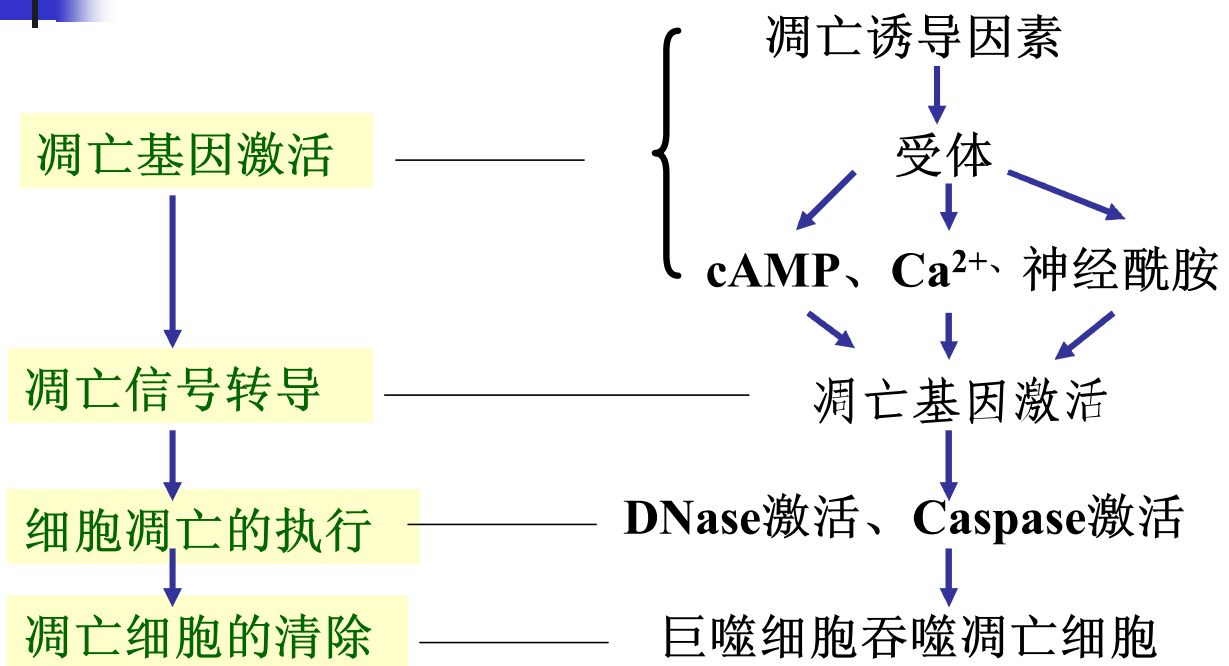 凋亡诱导因素
凋亡基因激活
受体
cAMP、Ca²⁺、神经酰胺
凋亡信号转导
凋亡基因激活
细胞凋亡的执行
DNase激活、Caspase激活
凋亡细胞的清除
巨噬细胞吞噬凋亡细胞